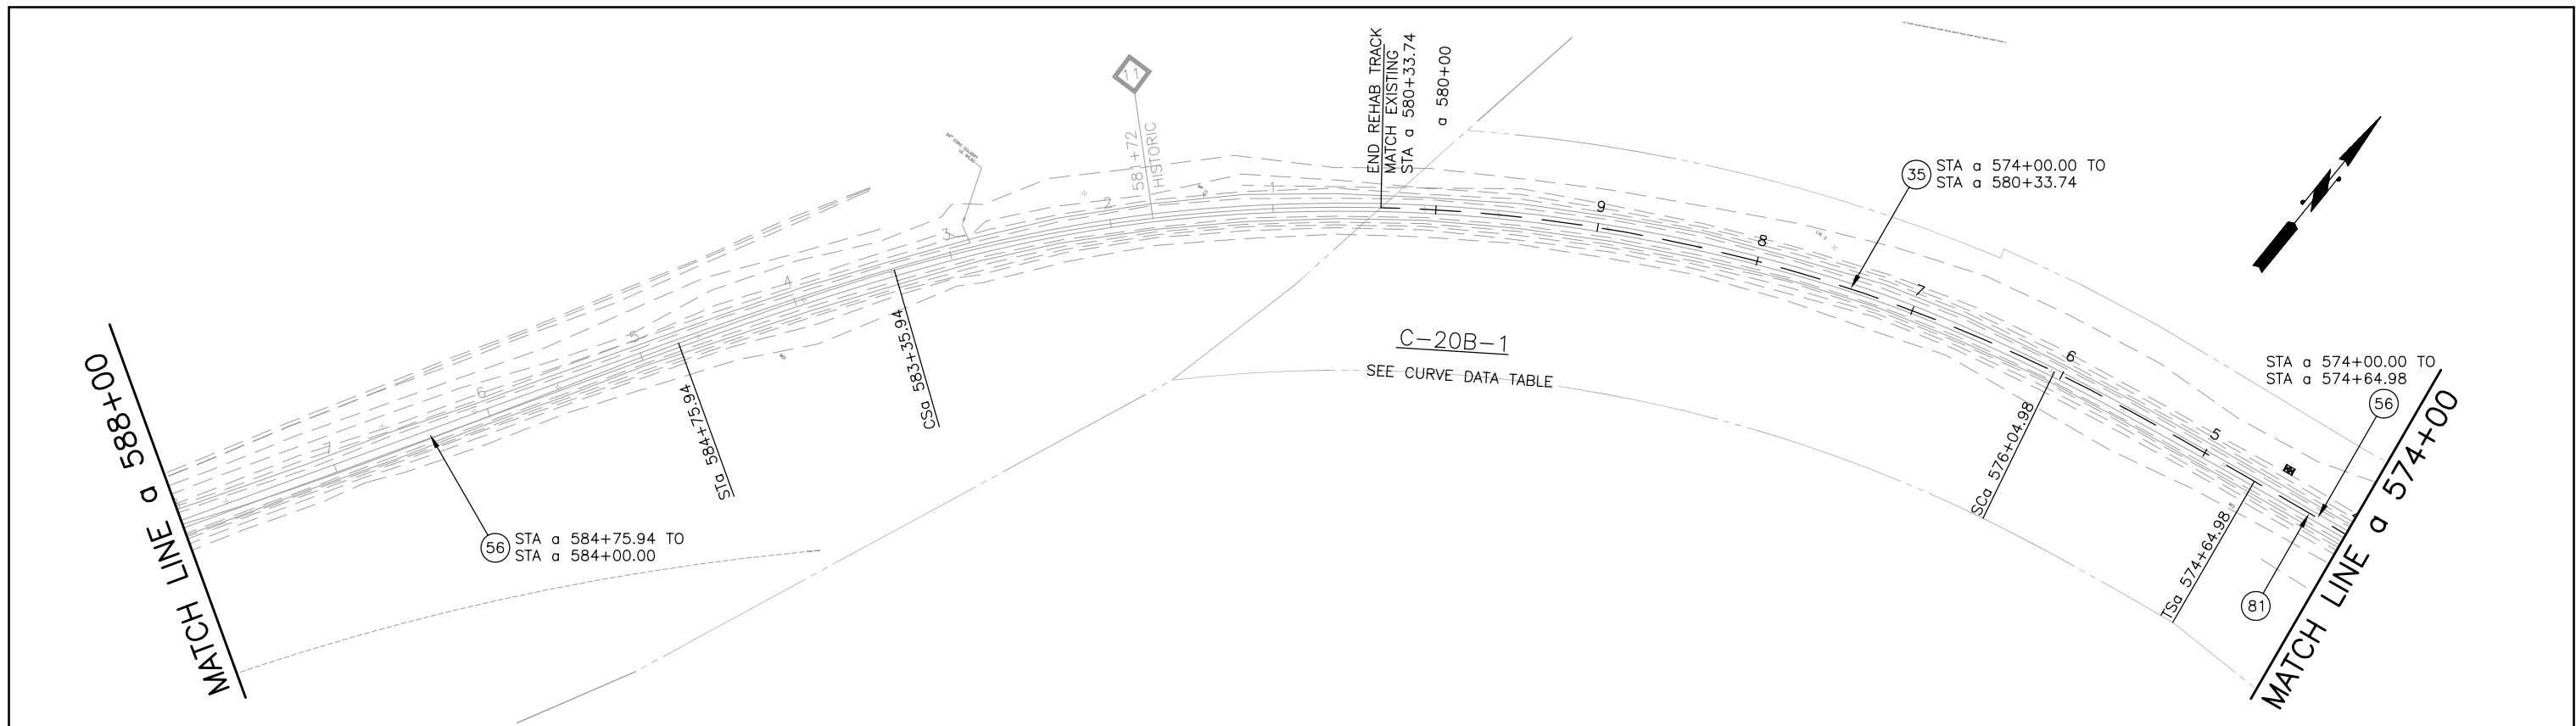 MATCH LINE a 588+00
7
6
5
4
3
2
1
56
STA a 584+75.94 TO
STA a 584+00.00
STa 584+75.94
CSa 583+35.94
11
581+72
HISTORIC
END REHAB TRACK
MATCH EXISTING
STA a 580+33.74
a 580+00
C-20B-1
SEE CURVE DATA TABLE
9
8
7
6
5
35
STA a 574+00.00 TO
STA a 580+33.74
SCa 576+04.98
TSa 574+64.98
STA a 574+00.00 TO
STA a 574+64.98
56
81
MATCH LINE a 574+00